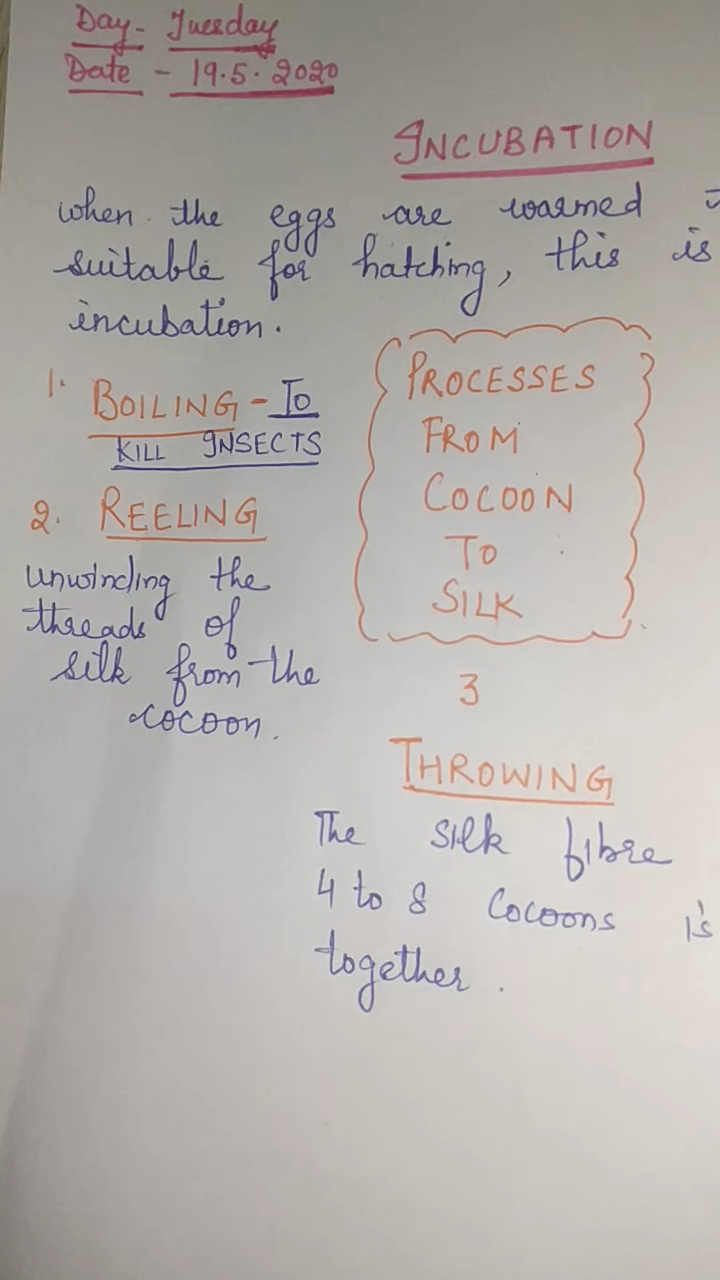 Day - Tuesday
Date - 19.5.2020
INCUBATION
when the eggs are warmed
suitable for hatching, this is
incubation.
1. BOILING - TO
KILL INSECTS
2. REELING
unwinding the
threads of
silk from the
cocoon.
PROCESSES
FROM
COCOON
TO
SILK
3
THROWING
The silk fibre
4 to 8 cocoons is
together.